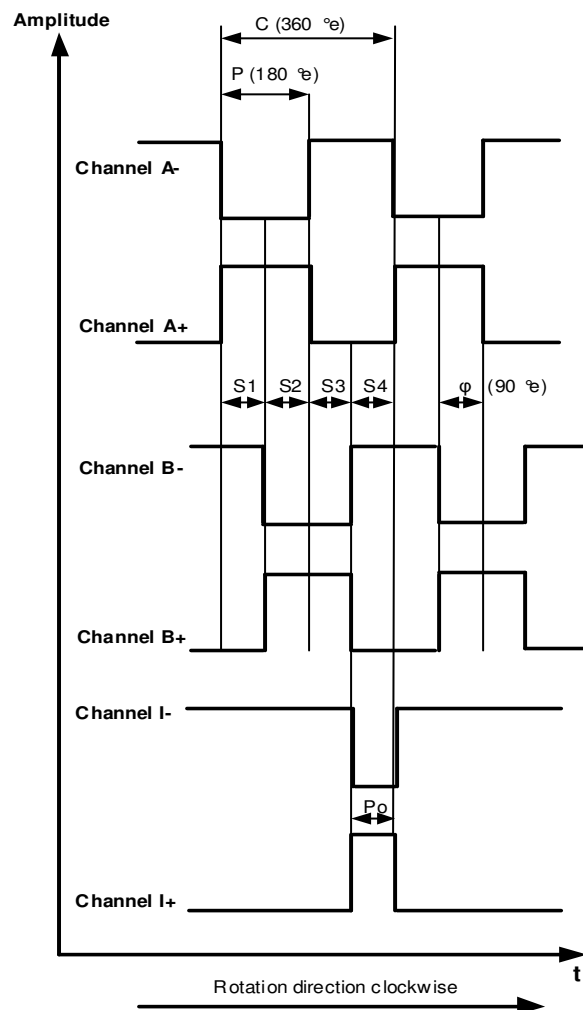 Amplitude
C (360 °e)
P (180 °e)
Channel A-
Channel A+
S1 S2 S3 S4 φ (90 °e)
Channel B-
Channel B+
Channel I-
Po
Channel I+
t
Rotation direction clockwise